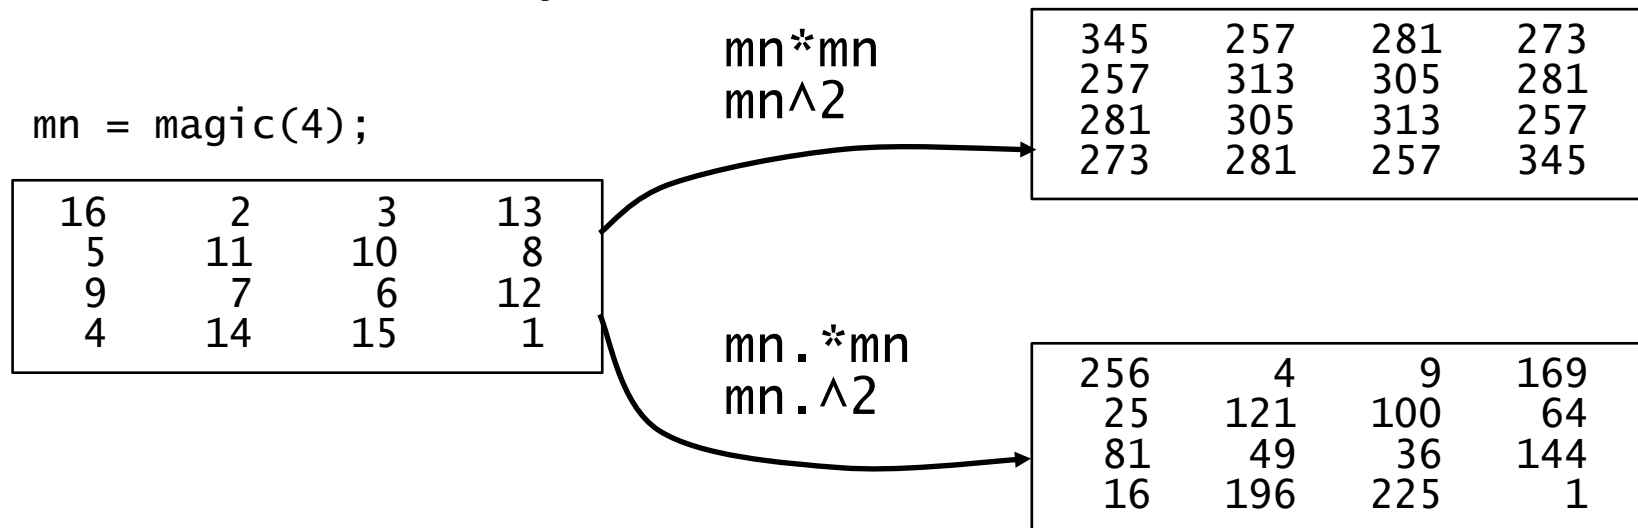 mn = magic(4);
16 2 3 13
5 11 10 8
9 7 6 12
4 14 15 1
mn*mn
mn^2
345 257 281 273
257 313 305 281
281 305 313 257
273 281 257 345
mn.*mn
mn.^2
256 4 9 169
25 121 100 64
81 49 36 144
16 196 225 1